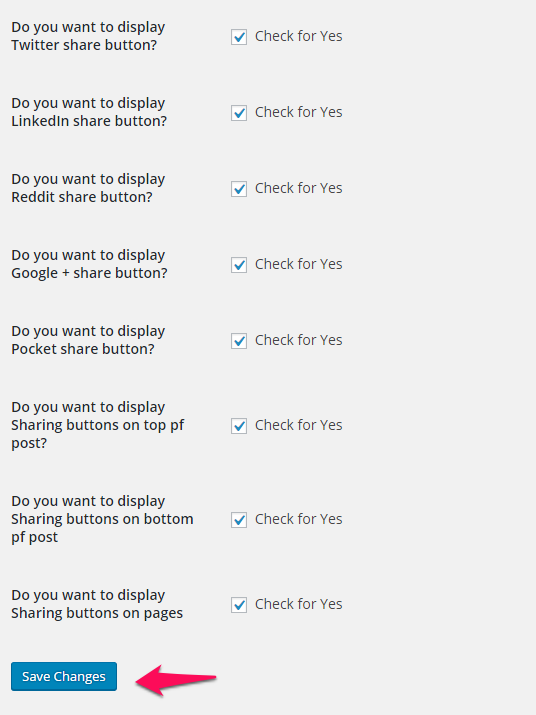 Do you want to display
Twitter share button?
Check for Yes
Do you want to display
LinkedIn share button?
Check for Yes
Do you want to display
Reddit share button?
Check for Yes
Do you want to display
Google + share button?
Check for Yes
Do you want to display
Pocket share button?
Check for Yes
Do you want to display
Sharing buttons on top pf
post?
Check for Yes
Do you want to display
Sharing buttons on bottom
pf post
Check for Yes
Do you want to display
Sharing buttons on pages
Check for Yes
Save Changes